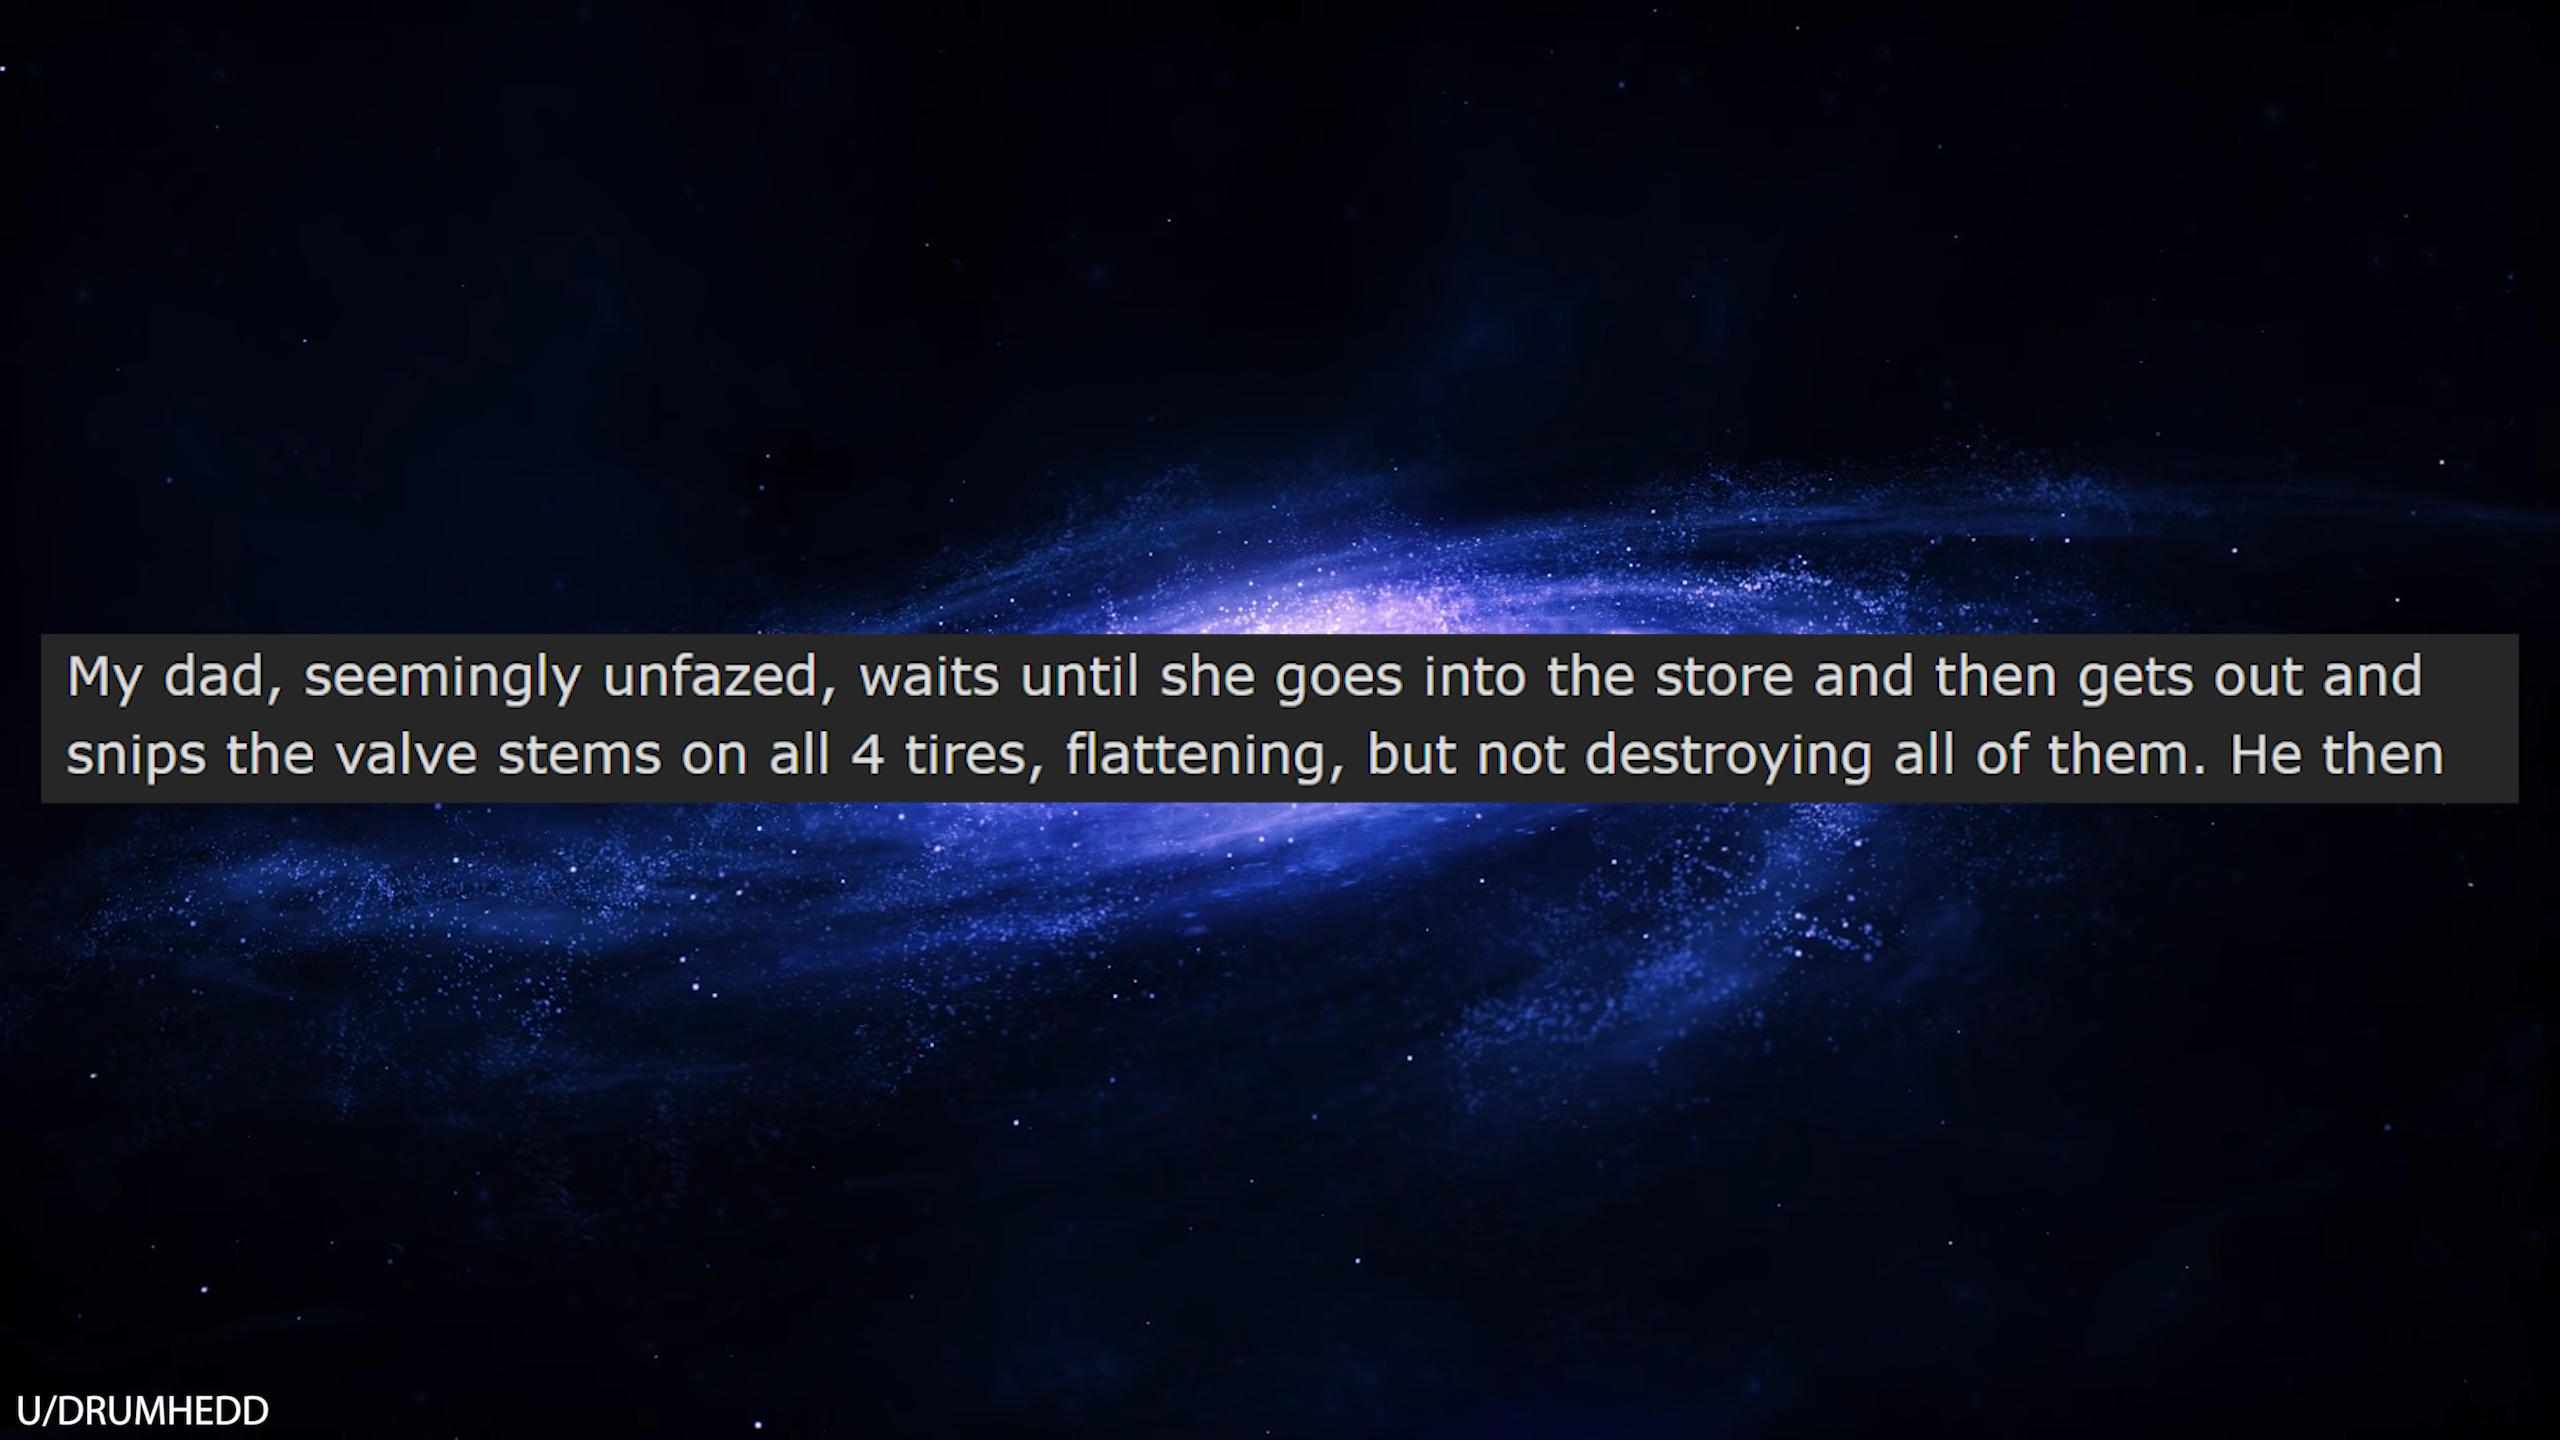 My dad, seemingly unfazed, waits until she goes into the store and then gets out and
snips the valve stems on all 4 tires, flattening, but not destroying all of them. He then
U/DRUMHEDD